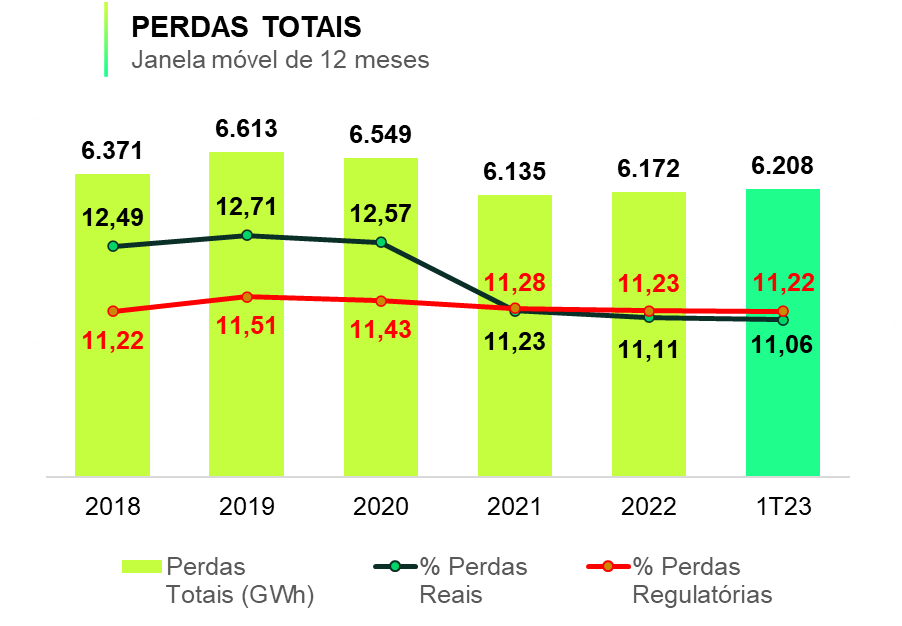 PERDAS TOTAIS
Janela móvel de 12 meses
6.371
6.613
6.549
6.135
6.172
6.208
12,49
12,71
12,57
11,28
11,23
11,22
11,22
11,51
11,43
11,23
11,11
11,06
2018
2019
2020
2021
2022
1T23
Perdas
Totais (GWh)
% Perdas
Reais
% Perdas
Regulatórias